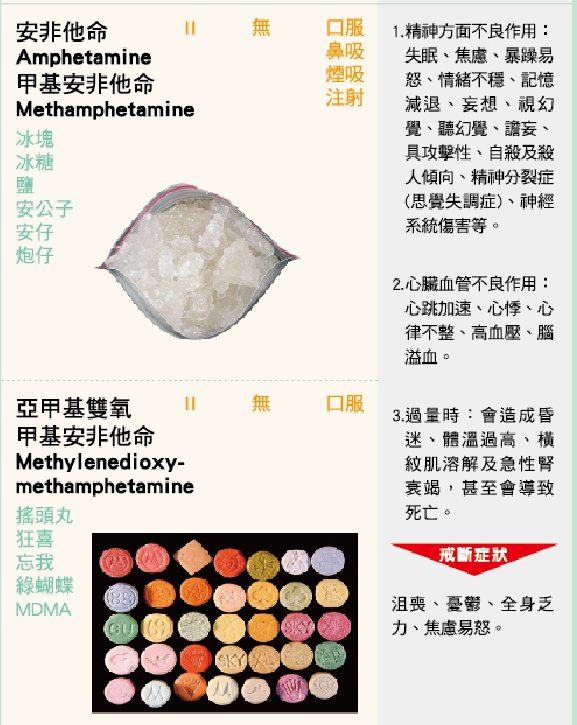 安非他命
Amphetamine
甲基安非他命
Methamphetamine
II
無
口服
鼻吸
煙吸
注射
冰塊
冰糖
鹽
安公子
安仔
炮仔
亞甲基雙氧
甲基安非他命
Methylenedioxy-
methamphetamine
II
無
口服
搖頭丸
狂喜
忘我
綠蝴蝶
MDMA
SKY
1.精神方面不良作用：
失眠、焦慮、暴躁易
怒、情緒不穩、記憶
減退、妄想、視幻
覺、聽幻覺、譫妄、
具攻擊性、自殺及殺
人傾向、精神分裂症
(思覺失調症)、神經
系統傷害等。
2.心臟血管不良作用：
心跳加速、心悸、心
律不整、高血壓、腦
溢血。
3.過量時：會造成昏
迷、體溫過高、橫
紋肌溶解及急性腎
衰竭，甚至會導致
死亡。
戒斷症狀
沮喪、憂鬱、全身乏
力、焦慮易怒。